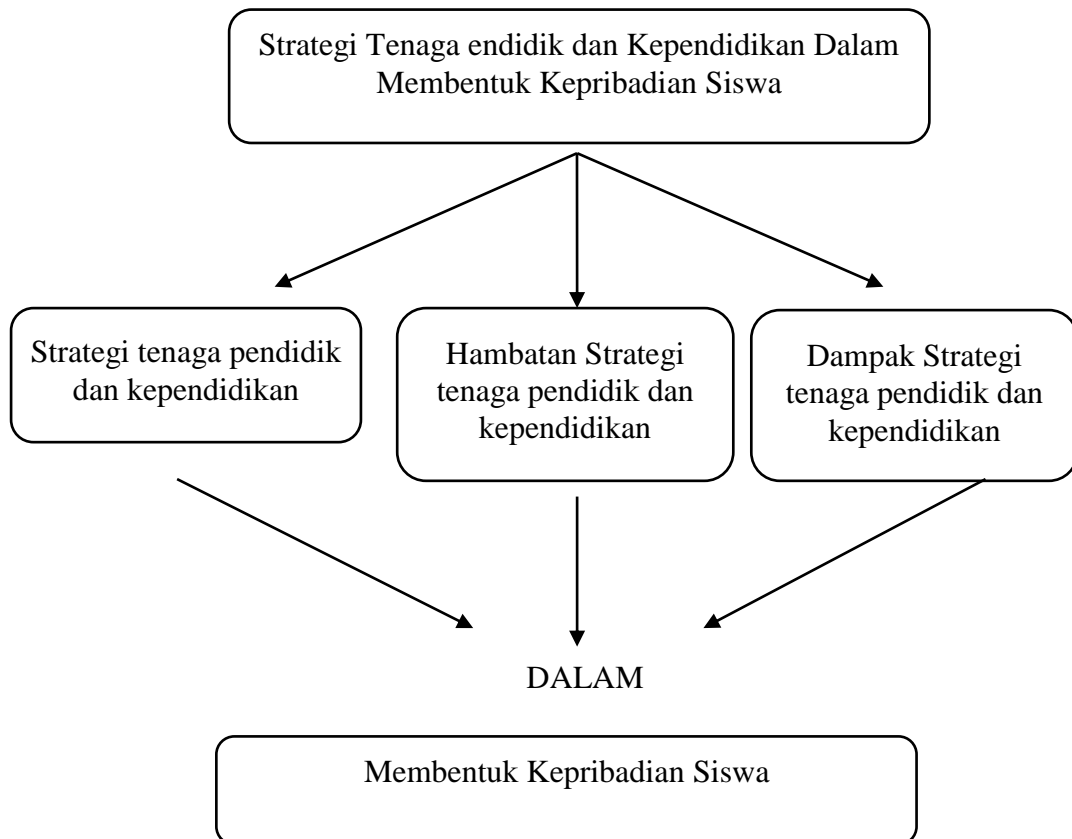 Strategi Tenaga endidik dan Kependidikan Dalam
Membentuk Kepribadian Siswa
Strategi tenaga pendidik
dan kependidikan
Hambatan Strategi
tenaga pendidik dan
kependidikan
Dampak Strategi
tenaga pendidik dan
kependidikan
DALAM
Membentuk Kepribadian Siswa